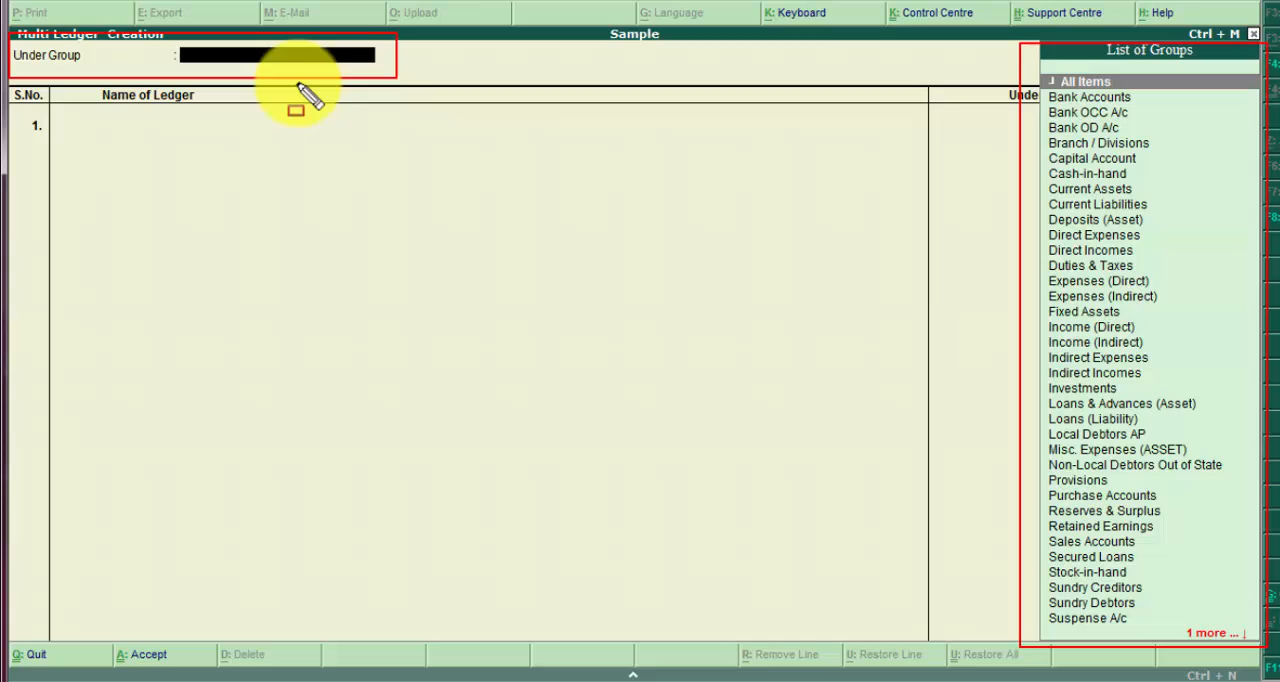 P: Print E: Export M: E-Mail O: Upload G: Language K: Keyboard K: Control Centre H: Support Centre H: Help
Multi Ledger Creation Sample Ctrl + M
Under Group :
List of Groups
S.No. Name of Ledger Unde
1.
All Items
Bank Accounts
Bank OCC A/c
Bank OD A/c
Branch / Divisions
Capital Account
Cash-in-hand
Current Assets
Current Liabilities
Deposits (Asset)
Direct Expenses
Direct Incomes
Duties & Taxes
Expenses (Direct)
Expenses (Indirect)
Fixed Assets
Income (Direct)
Income (Indirect)
Indirect Expenses
Indirect Incomes
Investments
Loans & Advances (Asset)
Loans (Liability)
Local Debtors AP
Misc. Expenses (ASSET)
Non-Local Debtors Out of State
Provisions
Purchase Accounts
Reserves & Surplus
Retained Earnings
Sales Accounts
Secured Loans
Stock-in-hand
Sundry Creditors
Sundry Debtors
Suspense A/c
1 more ... ↓
Q: Quit A: Accept D: Delete R: Remove Line U: Restore Line U: Restore All
Ctrl + N